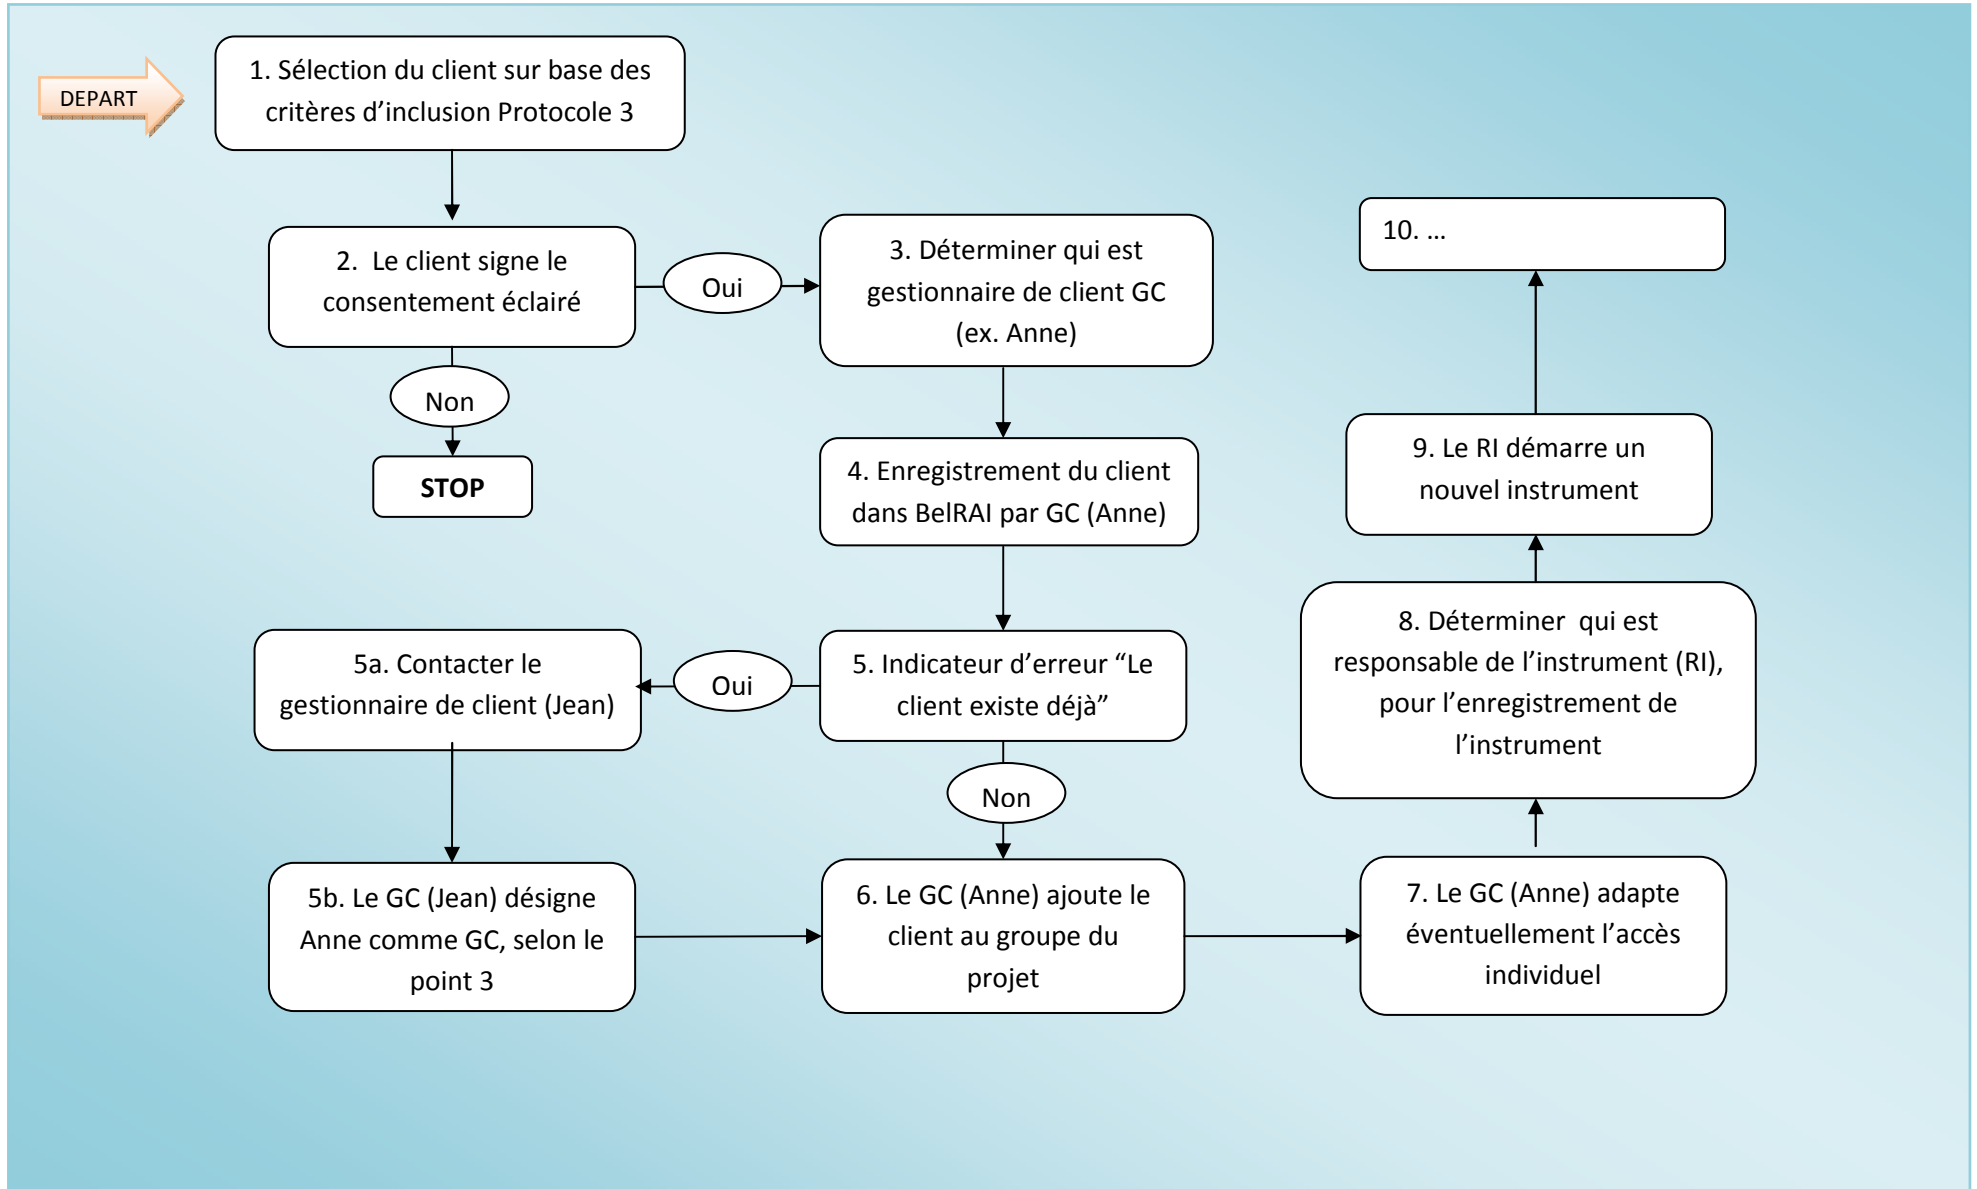 DEPART
1. Sélection du client sur base des
critères d’inclusion Protocole 3
2.  Le client signe le
consentement éclairé
Oui
Non
STOP
3. Déterminer qui est
gestionnaire de client GC
(ex. Anne)
4. Enregistrement du client
dans BelRAI par GC (Anne)
5. Indicateur d’erreur “Le
client existe déjà”
Oui
Non
5a. Contacter le
gestionnaire de client (Jean)
5b. Le GC (Jean) désigne
Anne comme GC, selon le
point 3
6. Le GC (Anne) ajoute le
client au groupe du
projet
7. Le GC (Anne) adapte
éventuellement l’accès
individuel
8. Déterminer  qui est
responsable de l’instrument (RI),
pour l’enregistrement de
l’instrument
9. Le RI démarre un
nouvel instrument
10. ...